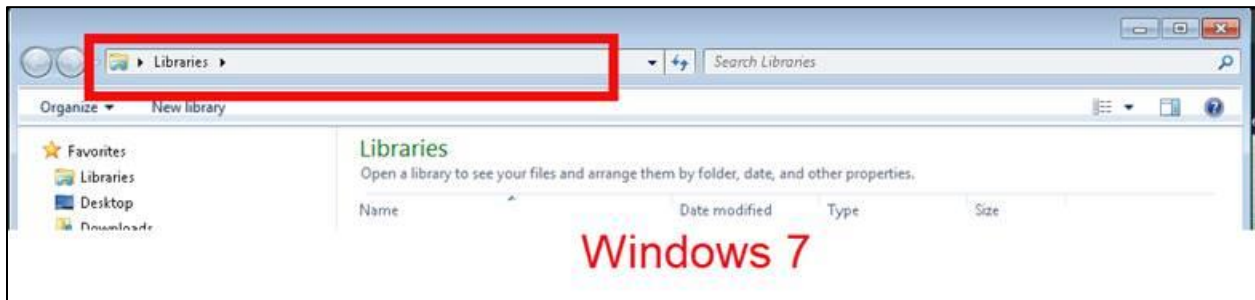 Libraries
Search Libraries
Organize
New library
Favorites
Libraries
Desktop
Downloads
Libraries
Open a library to see your files and arrange them by folder, date, and other properties.
Name Date modified Type Size
Windows 7